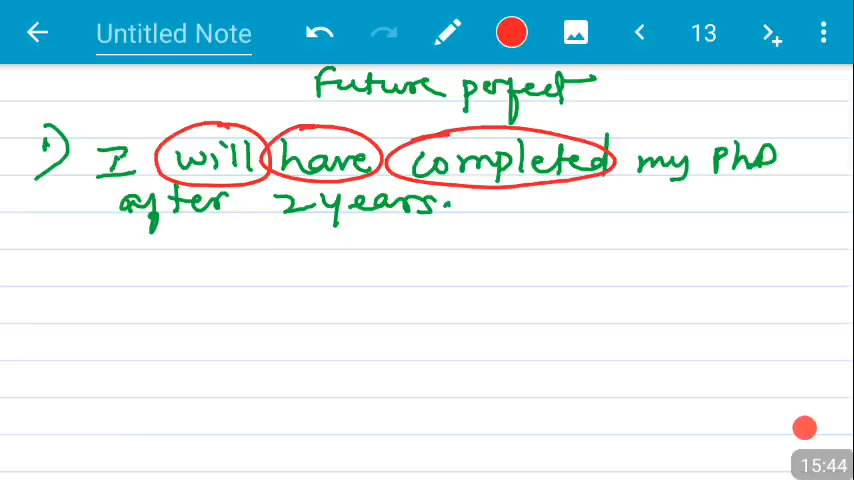 Untitled Note
13
Future perfect
1) I will have completed my PhD
after 2 years.
15:44